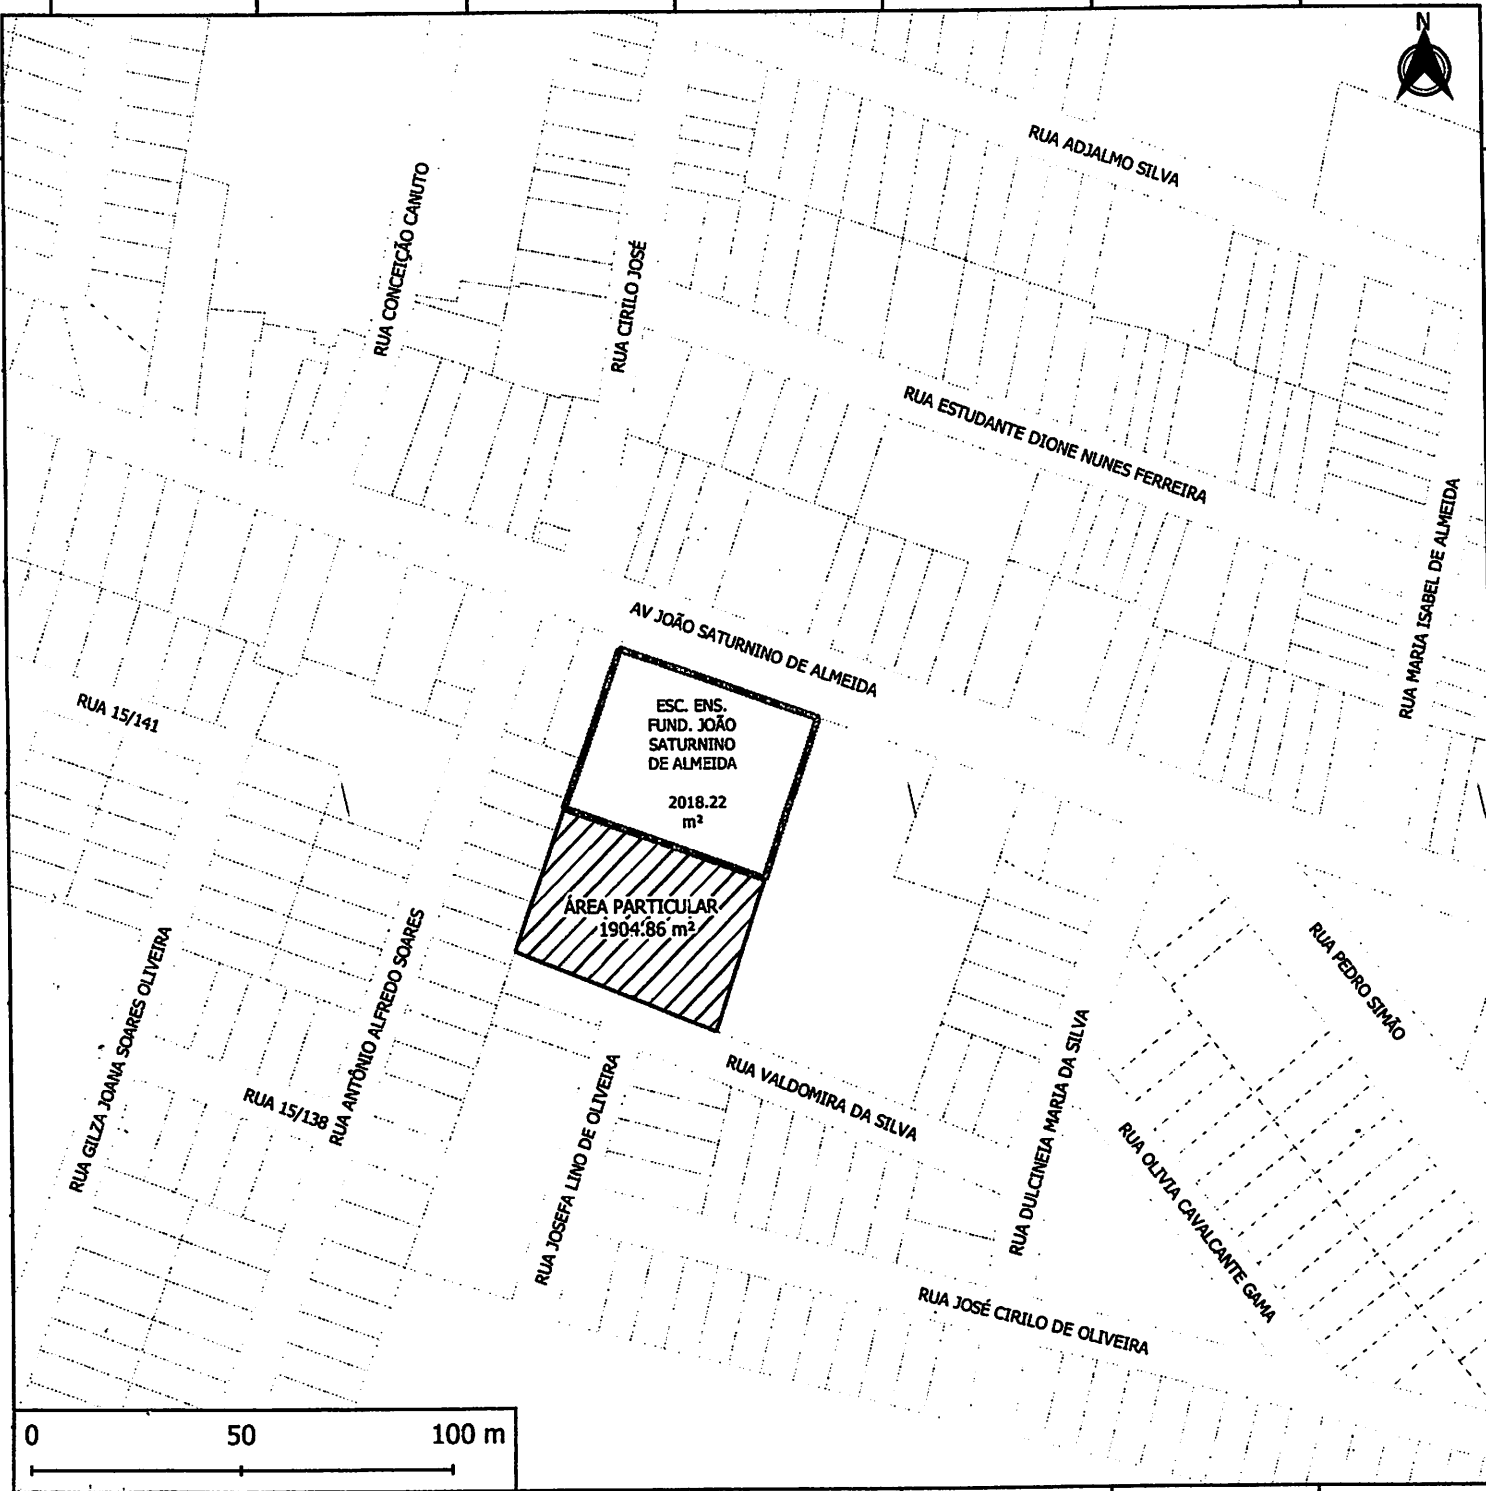 N
RUA ADJALMO SILVA
RUA CONCEIÇÃO CANUTO
RUA CIRILO JOSÉ
RUA ESTUDANTE DIONE NUNES FERREIRA
RUA MARIA ISABEL DE ALMEIDA
AV JOÃO SATURNINO DE ALMEIDA
RUA 15/141
ESC. ENS.
FUND. JOÃO
SATURNINO
DE ALMEIDA
2018.22
m²
ÁREA PARTICULAR
1904.86 m²
RUA GILZA JOANA SOARES OLIVEIRA
RUA ANTÔNIO ALFREDO SOARES
RUA PEDRO SIMÃO
RUA 15/138
RUA JOSEFA LINO DE OLIVEIRA
RUA VALDOMIRA DA SILVA
RUA DULCINEIA MARIA DA SILVA
RUA OLIVIA CAVALCANTE GAMA
RUA JOSÉ CIRILO DE OLIVEIRA
0 50 100 m